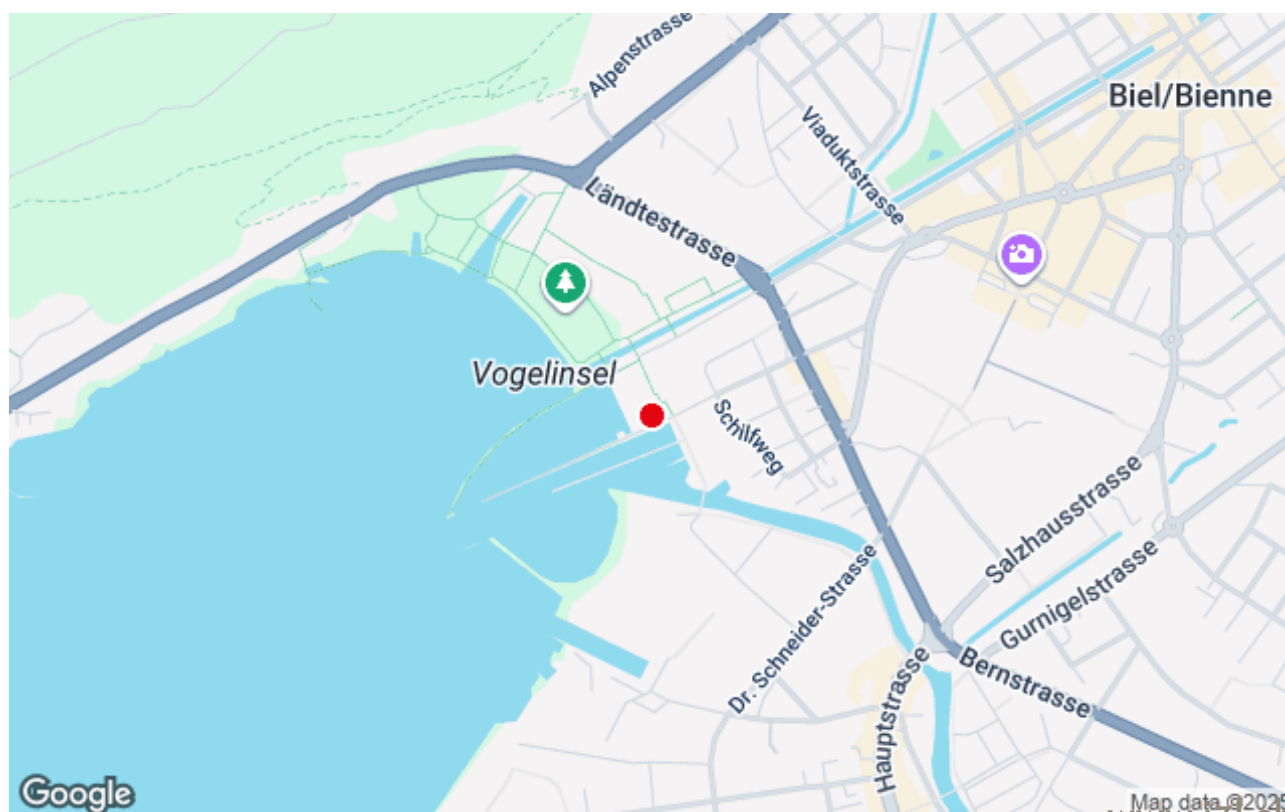 Alpenstrasse
Biel/Bienne
Viaduktstrasse
Ländtestrasse
Vogelinsel
Schilfweg
Salzhausstrasse
Gurnigelstrasse
Dr. Schneider-Strasse
Hauptstrasse
Bernstrasse
Google
Map data ©202